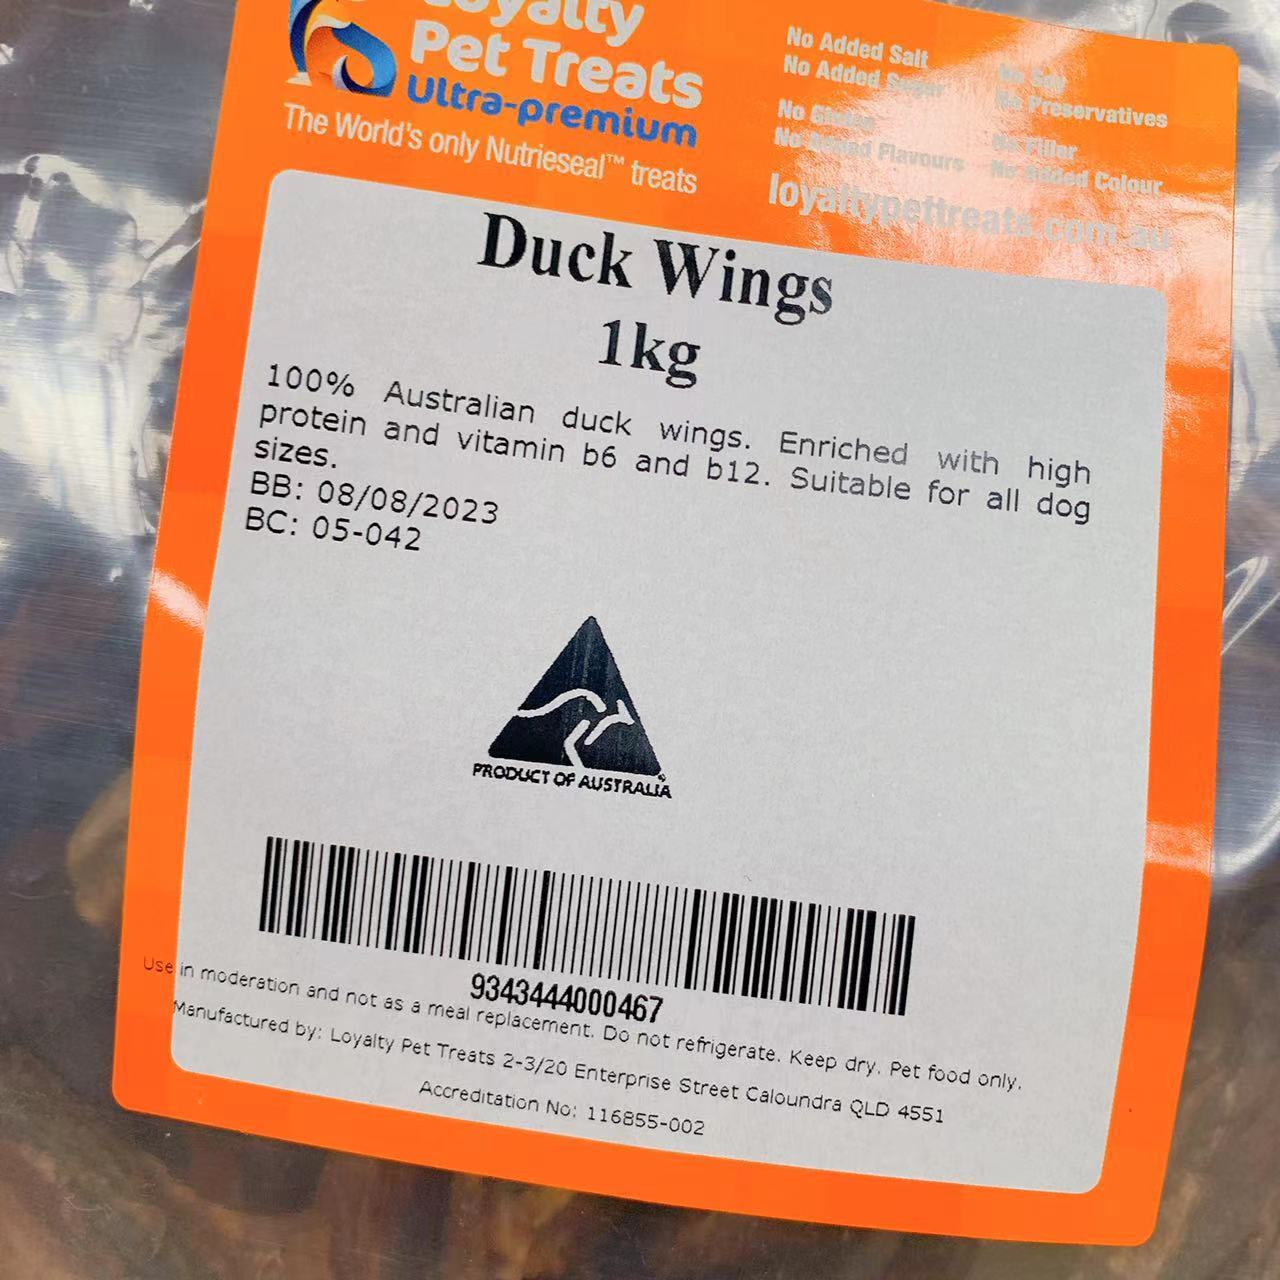 Loyalty
Pet Treats
Ultra-premium
The World's only Nutrieseal™ treats
No Added Salt
No Added Sugar
No Gluten
No Added Flavours
No Soy
No Preservatives
No Filler
No Added Colour
loyaltypettreats.com.au
Duck Wings
1kg
100% Australian duck wings. Enriched with high
protein and vitamin b6 and b12. Suitable for all dog
sizes.
BB: 08/08/2023
BC: 05-042
PRODUCT OF AUSTRALIA
9343444000467
Use in moderation and not as a meal replacement. Do not refrigerate. Keep dry. Pet food only.
Manufactured by: Loyalty Pet Treats 2-3/20 Enterprise Street Caloundra QLD 4551
Accreditation No: 116855-002